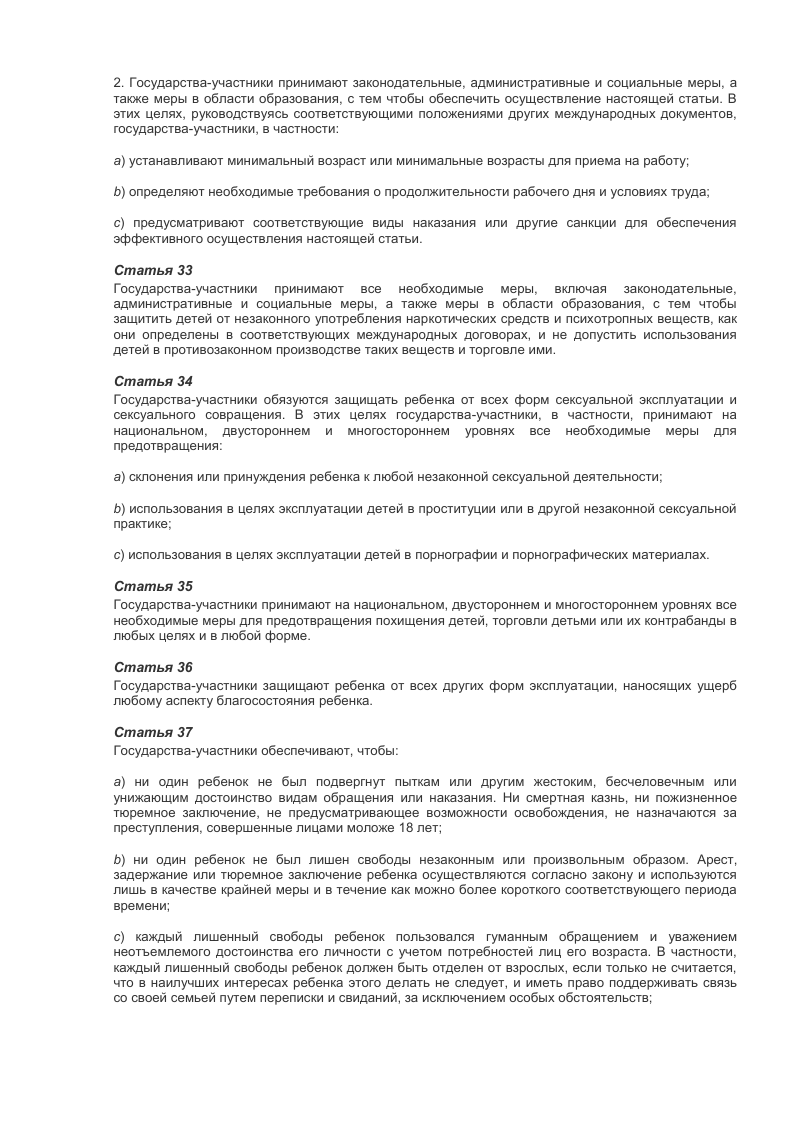 2. Государства-участники принимают законодательные, административные и социальные меры, а
также меры в области образования, с тем чтобы обеспечить осуществление настоящей статьи. В
этих целях, руководствуясь соответствующими положениями других международных документов,
государства-участники, в частности:
a) устанавливают минимальный возраст или минимальные возрасты для приема на работу;
b) определяют необходимые требования о продолжительности рабочего дня и условиях труда;
c) предусматривают соответствующие виды наказания или другие санкции для обеспечения
эффективного осуществления настоящей статьи.
Статья 33
Государства-участники принимают все необходимые меры, включая законодательные,
административные и социальные меры, а также меры в области образования, с тем чтобы
защитить детей от незаконного употребления наркотических средств и психотропных веществ, как
они определены в соответствующих международных договорах, и не допустить использования
детей в противозаконном производстве таких веществ и торговле ими.
Статья 34
Государства-участники обязуются защищать ребенка от всех форм сексуальной эксплуатации и
сексуального совращения. В этих целях государства-участники, в частности, принимают на
национальном, двустороннем и многостороннем уровнях все необходимые меры для
предотвращения:
a) склонения или принуждения ребенка к любой незаконной сексуальной деятельности;
b) использования в целях эксплуатации детей в проституции или в другой незаконной сексуальной
практике;
c) использования в целях эксплуатации детей в порнографии и порнографических материалах.
Статья 35
Государства-участники принимают на национальном, двустороннем и многостороннем уровнях все
необходимые меры для предотвращения похищения детей, торговли детьми или их контрабанды в
любых целях и в любой форме.
Статья 36
Государства-участники защищают ребенка от всех других форм эксплуатации, наносящих ущерб
любому аспекту благосостояния ребенка.
Статья 37
Государства-участники обеспечивают, чтобы:
a) ни один ребенок не был подвергнут пыткам или другим жестоким, бесчеловечным или
унижающим достоинство видам обращения или наказания. Ни смертная казнь, ни пожизненное
тюремное заключение, не предусматривающее возможности освобождения, не назначаются за
преступления, совершенные лицами моложе 18 лет;
b) ни один ребенок не был лишен свободы незаконным или произвольным образом. Арест,
задержание или тюремное заключение ребенка осуществляются согласно закону и используются
лишь в качестве крайней меры и в течение как можно более короткого соответствующего периода
времени;
c) каждый лишенный свободы ребенок пользовался гуманным обращением и уважением
неотъемлемого достоинства его личности с учетом потребностей лиц его возраста. В частности,
каждый лишенный свободы ребенок должен быть отделен от взрослых, если только не считается,
что в наилучших интересах ребенка этого делать не следует, и иметь право поддерживать связь
со своей семьей путем переписки и свиданий, за исключением особых обстоятельств;